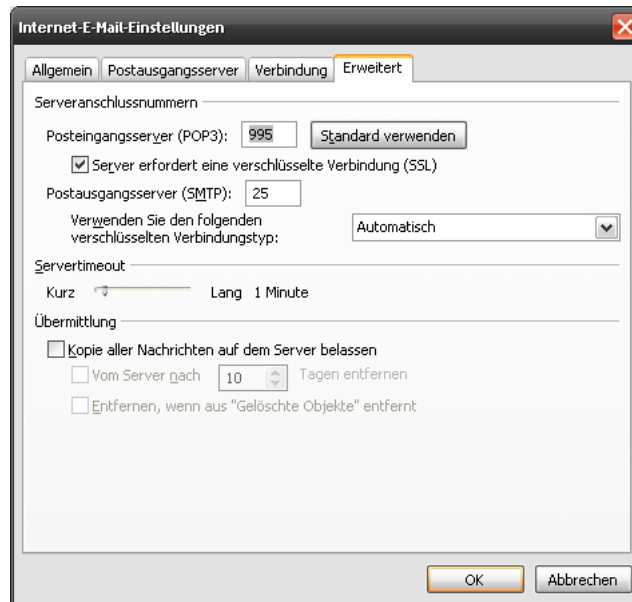 Internet-E-Mail-Einstellungen
Allgemein Postausgangsserver Verbindung Erweitert
Serveranschlussnummern
Posteingangsserver (POP3): 995 Standard verwenden
Server erfordert eine verschlüsselte Verbindung (SSL)
Postausgangsserver (SMTP): 25
Verwenden Sie den folgenden
verschlüsselten Verbindungstyp: Automatisch
Servertimeout
Kurz Lang 1 Minute
Übermittlung
Kopie aller Nachrichten auf dem Server belassen
Vom Server nach 10 Tagen entfernen
Entfernen, wenn aus "Gelöschte Objekte" entfernt
OK Abbrechen